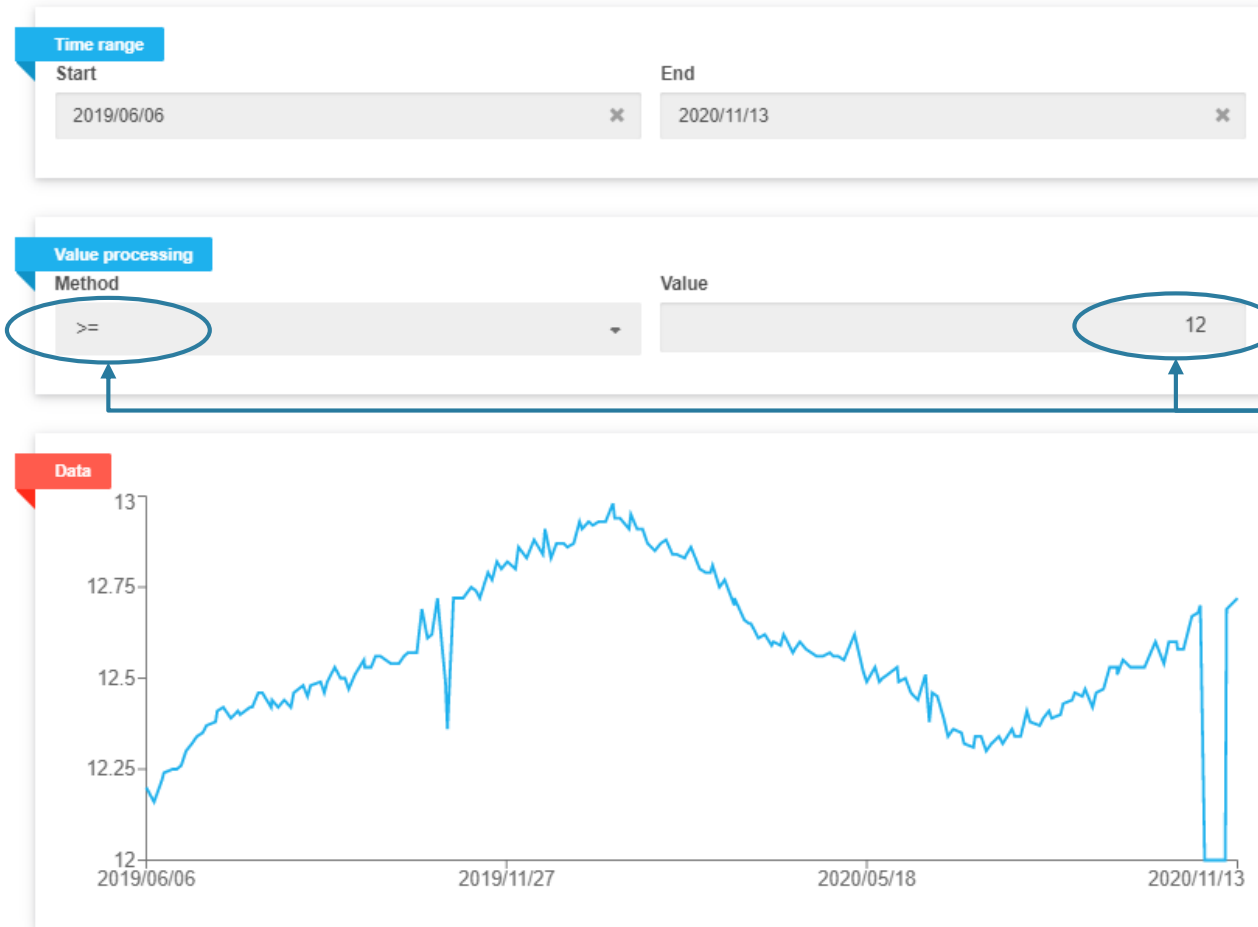 Time range
Start End
2019/06/06 2020/11/13
Value processing
Method Value
>= 12
Data
13
12.75
12.5
12.25
12
2019/06/06 2019/11/27 2020/05/18 2020/11/13